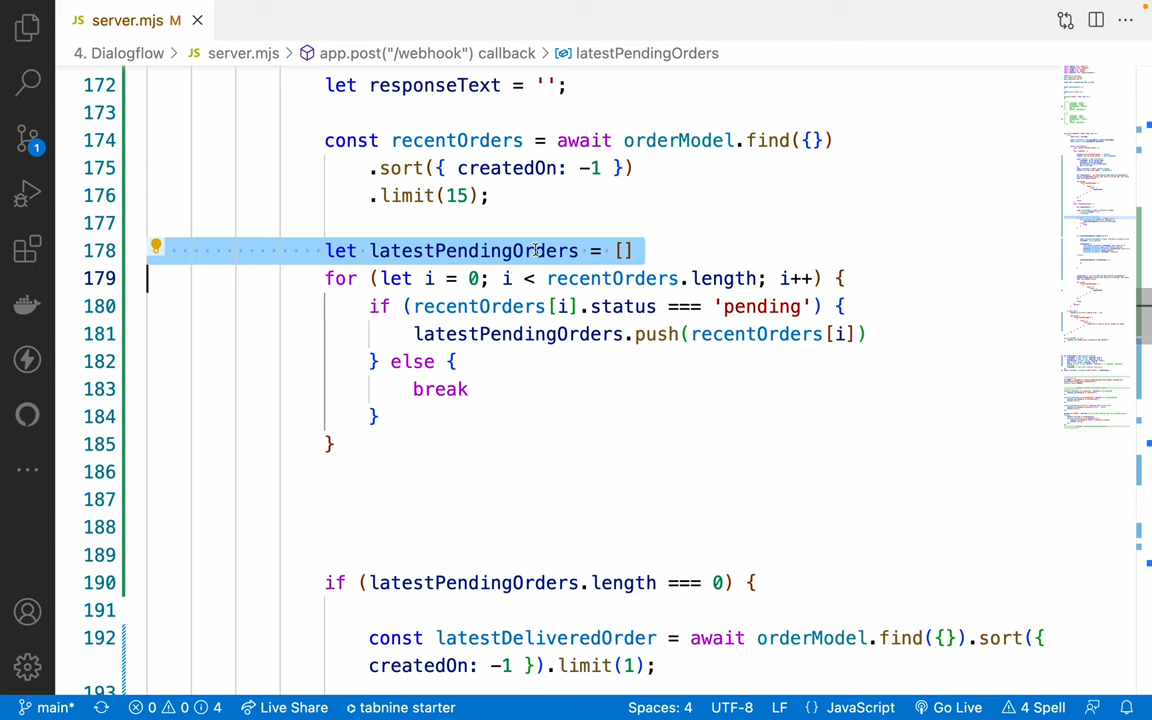 JS server.mjs M
4. Dialogflow > JS server.mjs > app.post("/webhook") callback > latestPendingOrders
172 let responseText = '';
173
174 const recentOrders = await orderModel.find({})
175 .sort({ createdOn: -1 })
176 .limit(15);
177
178 let latestPendingOrders = []
179 for (let i = 0; i < recentOrders.length; i++) {
180 if (recentOrders[i].status === 'pending') {
181 latestPendingOrders.push(recentOrders[i])
182 } else {
183 break
184 }
185 }
186
187
188
189
190 if (latestPendingOrders.length === 0) {
191
192 const latestDeliveredOrder = await orderModel.find({}).sort({
createdOn: -1 }).limit(1);
193
1
main* 0 0 4 Live Share tabnine starter Spaces: 4 UTF-8 LF {} JavaScript Go Live 4 Spell